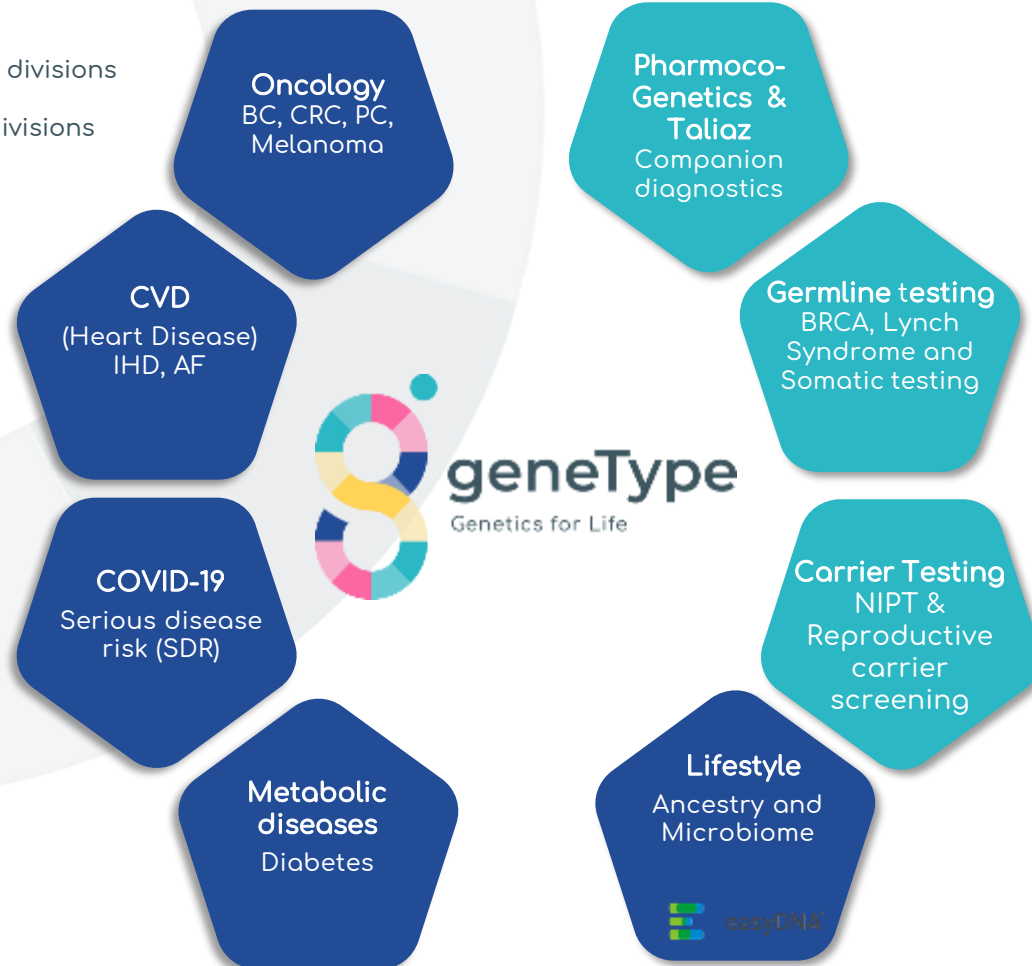 divisions
ivisions
Oncology
BC, CRC, PC,
Melanoma
Pharmoco-
Genetics &
Taliaz
Companion
diagnostics
CVD
(Heart Disease)
IHD, AF
Germline testing
BRCA, Lynch
Syndrome and
Somatic testing
geneType
Genetics for Life
COVID-19
Serious disease
risk (SDR)
Carrier Testing
NIPT &
Reproductive
carrier
screening
Metabolic
diseases
Diabetes
Lifestyle
Ancestry and
Microbiome
easyDNA